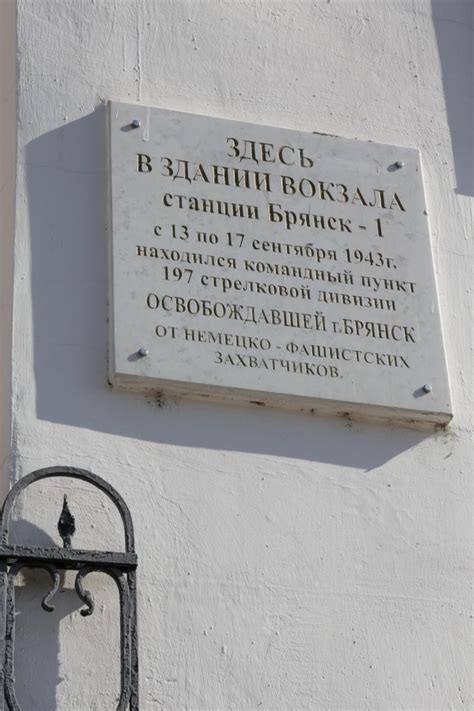 ЗДЕСЬ
В ЗДАНИИ ВОКЗАЛА
станции Брянск - 1
с 13 по 17 сентября 1943г.
находился командный пункт
197 стрелковой дивизии
ОСВОБОЖДАВШЕЙ г.БРЯНСК
ОТ НЕМЕЦКО - ФАШИСТСКИХ
ЗАХВАТЧИКОВ.